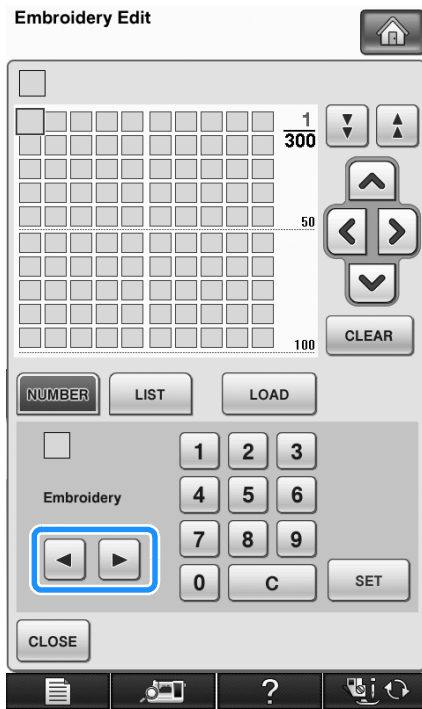 Embroidery Edit
1
300
50
100
CLEAR
NUMBER LIST LOAD
1 2 3
Embroidery 4 5 6
7 8 9
0 C SET
CLOSE
?